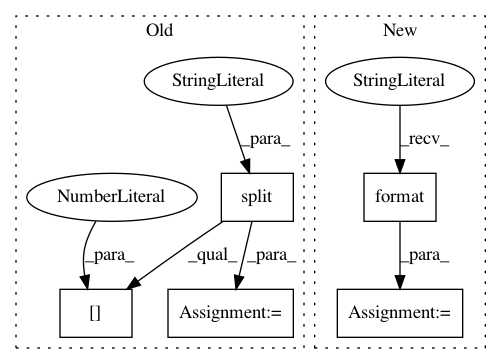 Old
New
StringLiteral
StringLiteral
_para_
_recv_
NumberLiteral
split
format
_para_
_qual_
_para_
_para_
[]
Assignment:=
Assignment:=